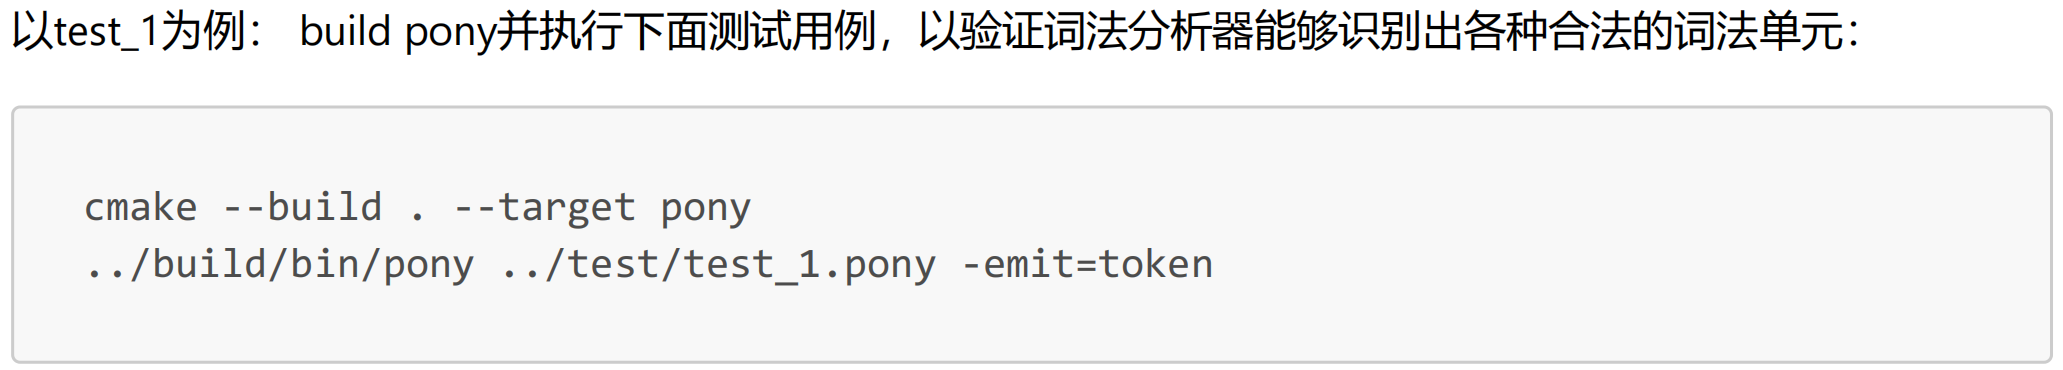 以test_1为例： build pony并执行下面测试用例，以验证词法分析器能够识别出各种合法的词法单元：
cmake --build . --target pony
../build/bin/pony ../test/test_1.pony -emit=token